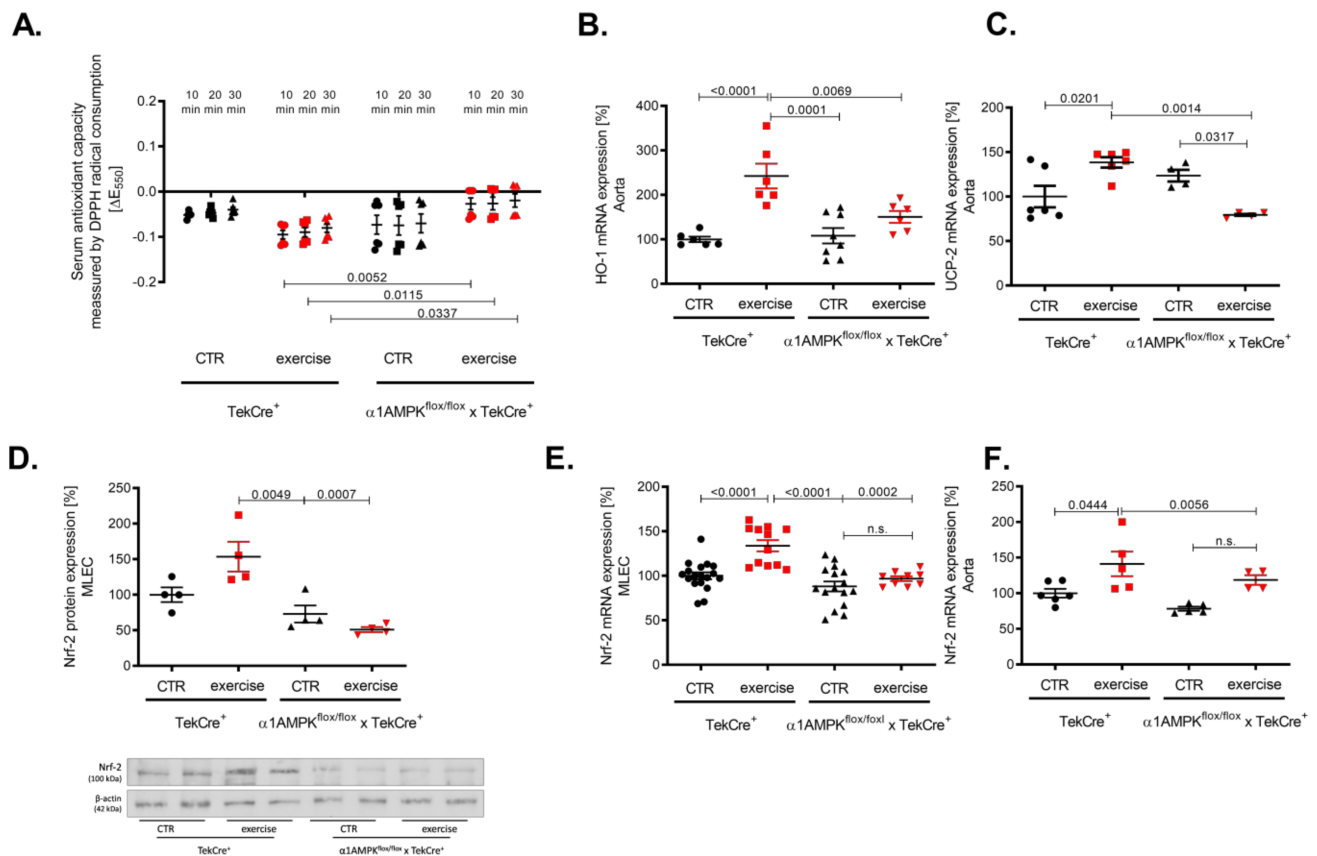 A.
Serum antioxidant capacity
meassured by DPPH radical consumption
[ΔE550]
10 20 30
min min min
10 20 30
min min min
10 20 30
min min min
10 20 30
min min min
0.2
0.1
0.0
-0.1
-0.2
0.0052
0.0115
0.0337
CTR exercise CTR exercise
TekCre+ α1AMPKflox/flox x TekCre+
B.
HO-1 mRNA expression [%]
Aorta
400
300
200
100
0
<0.0001
0.0069
0.0001
CTR exercise CTR exercise
TekCre+ α1AMPKflox/flox x TekCre+
C.
UCP-2 mRNA expression [%]
Aorta
200
150
100
50
0
0.0201
0.0014
0.0317
CTR exercise CTR exercise
TekCre+ α1AMPKflox/flox x TekCre+
D.
Nrf-2 protein expression [%]
MLEC
250
200
150
100
50
0
0.0049 0.0007
CTR exercise CTR exercise
TekCre+ α1AMPKflox/flox x TekCre+
Nrf-2
(100 kDa)
β-actin
(42 kDa)
CTR exercise CTR exercise
TekCre+ α1AMPKflox/flox x TekCre+
E.
Nrf-2 mRNA expression [%]
MLEC
200
150
100
50
0
<0.0001 <0.0001 0.0002
n.s.
CTR exercise CTR exercise
TekCre+ α1AMPKflox/foxl x TekCre+
F.
Nrf-2 mRNA expression [%]
Aorta
200
150
100
50
0
0.0444 0.0056
n.s.
CTR exercise CTR exercise
TekCre+ α1AMPKflox/flox x TekCre+